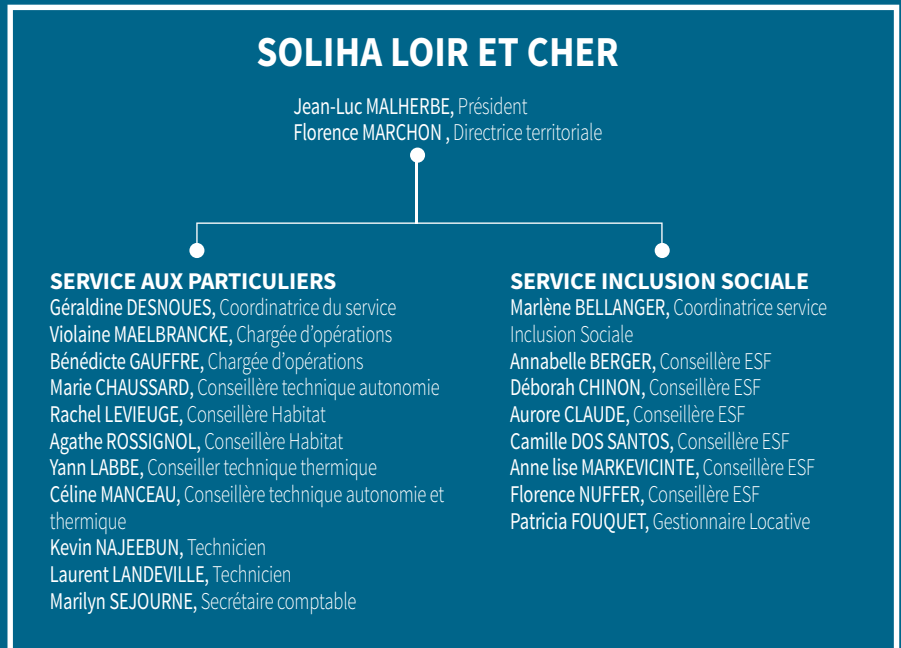 SOLIHA LOIR ET CHER
Jean-Luc MALHERBE, Président
Florence MARCHON , Directrice territoriale
SERVICE AUX PARTICULIERS
Géraldine DESNOUES, Coordinatrice du service
Violaine MAELBRANCKE, Chargée d'opérations
Bénédicte GAUFFRE, Chargée d'opérations
Marie CHAUSSARD, Conseillère technique autonomie
Rachel LEVIEUGE, Conseillère Habitat
Agathe ROSSIGNOL, Conseillère Habitat
Yann LABBE, Conseiller technique thermique
Céline MANCEAU, Conseillère technique autonomie et
thermique
Kevin NAJEEBUN, Technicien
Laurent LANDEVILLE, Technicien
Marilyn SEJOURNE, Secrétaire comptable
SERVICE INCLUSION SOCIALE
Marlène BELLANGER, Coordinatrice service
Inclusion Sociale
Annabelle BERGER, Conseillère ESF
Déborah CHINON, Conseillère ESF
Aurore CLAUDE, Conseillère ESF
Camille DOS SANTOS, Conseillère ESF
Anne lise MARKEVICINTE, Conseillère ESF
Florence NUFFER, Conseillère ESF
Patricia FOUQUET, Gestionnaire Locative